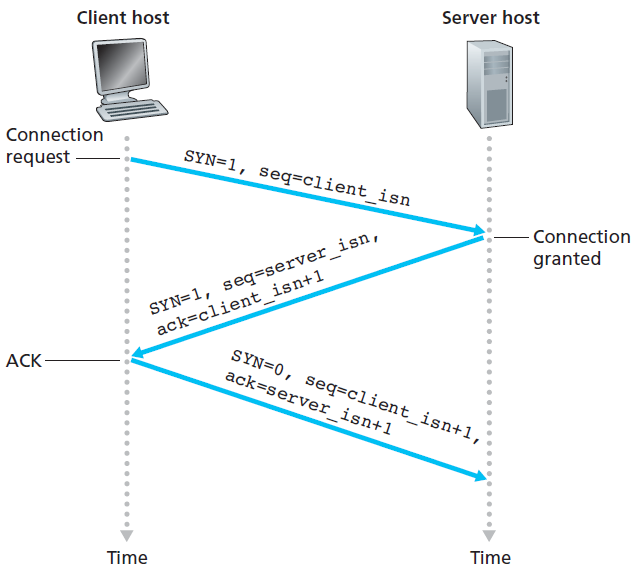 Client host
Server host
Connection
request
SYN=1, seq=client_isn
Connection
granted
SYN=1, seq=server_isn,
ack=client_isn+1
ACK
SYN=0, seq=client_isn+1,
ack=server_isn+1
Time
Time